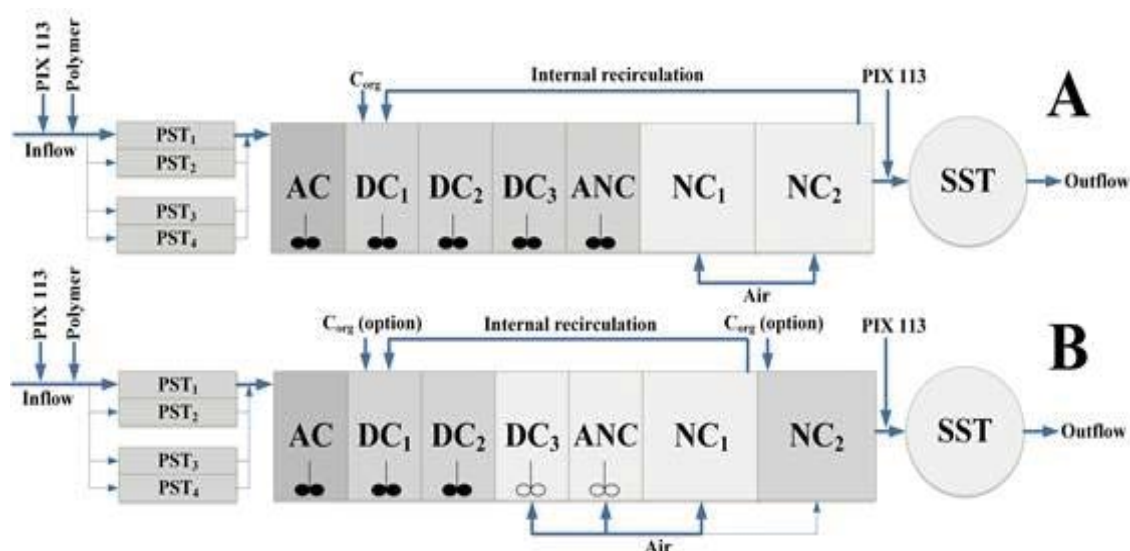 PIX 113
Polymer
Inflow
PST1
PST2
PST3
PST4
Corg
Internal recirculation
PIX 113
A
AC
DC1
DC2
DC3
ANC
NC1
NC2
SST
Outflow
Air
PIX 113
Polymer
Inflow
PST1
PST2
PST3
PST4
Corg (option)
Internal recirculation
Corg (option)
PIX 113
B
AC
DC1
DC2
DC3
ANC
NC1
NC2
SST
Outflow
Air